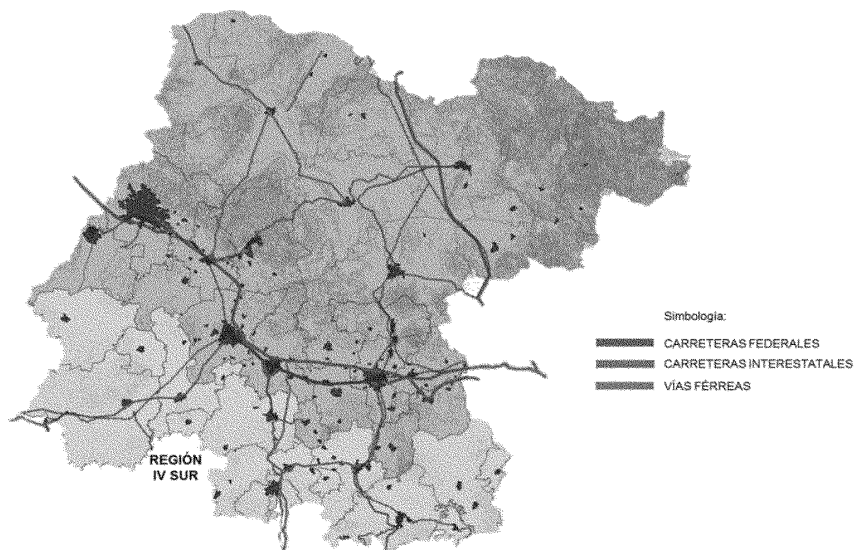 Simbología:
CARRETERAS FEDERALES
CARRETERAS INTERESTATALES
VÍAS FÉRREAS
REGIÓN
IV SUR